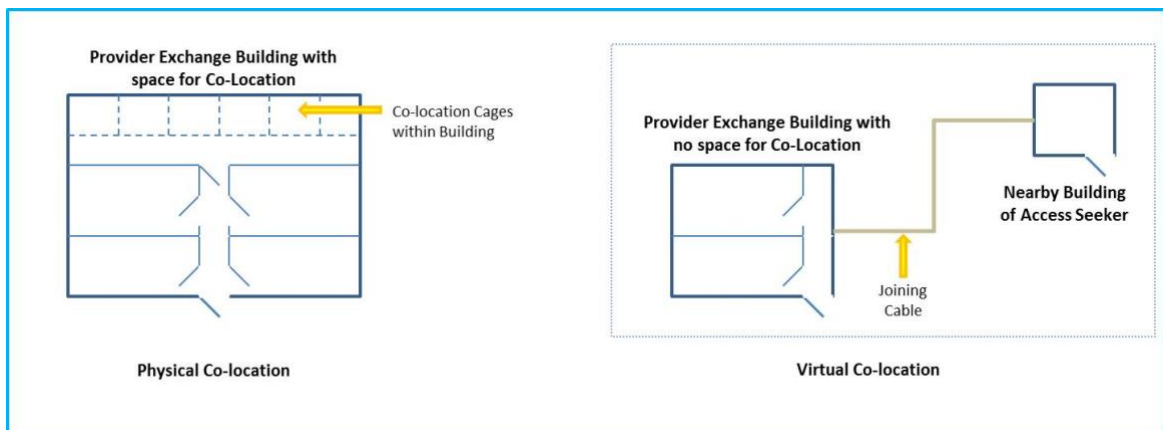 Provider Exchange Building with
space for Co-Location
Co-location Cages
within Building
Physical Co-location
Provider Exchange Building with
no space for Co-Location
Nearby Building
of Access Seeker
Joining
Cable
Virtual Co-location